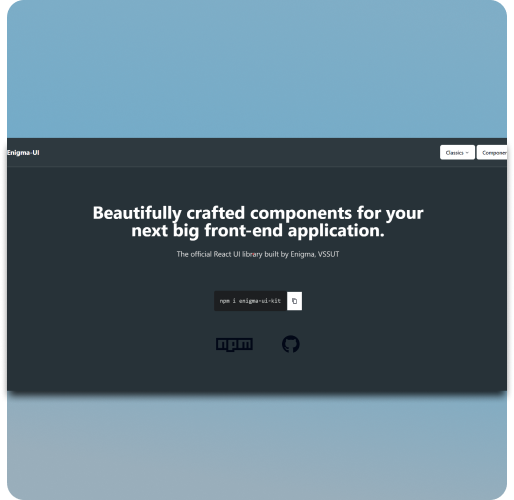 Enigma-UI
Classics
Componen
Beautifully crafted components for your
next big front-end application.
The official React UI library built by Enigma, VSSUT
npm i enigma-ui-kit
npm